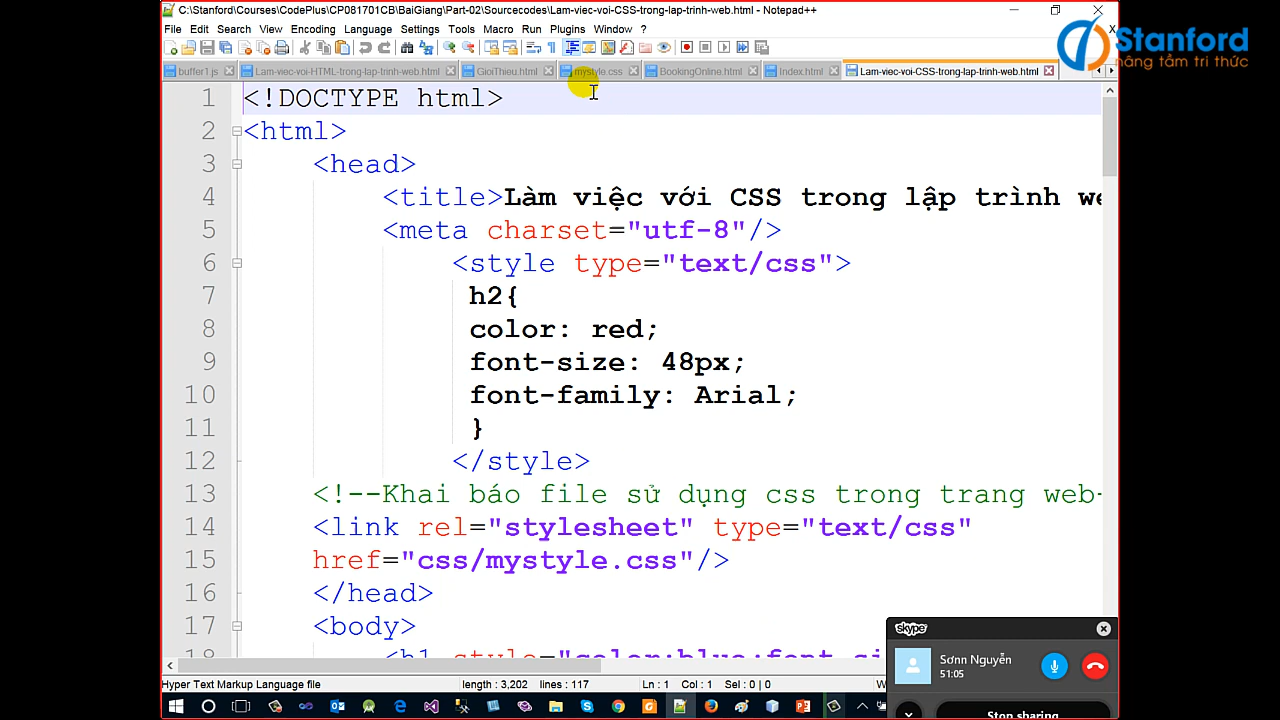 C:\Stanford\Courses\CodePlus\CP081701CB\BaiGiang\Part-02\Sourcecodes\Lam-viec-voi-CSS-trong-lap-trinh-web.html - Notepad++
File Edit Search View Encoding Language Settings Tools Macro Run Plugins Window ?
Stanford
nâng tầm tri thức
buffer1.js Lam-viec-voi-HTML-trong-lap-trinh-web.html GioiThieu.html mystyle.css BookingOnline.html Index.html Lam-viec-voi-CSS-trong-lap-trinh-web.html
1 <!DOCTYPE html>
2 <html>
3 <head>
4 <title>Làm việc với CSS trong lập trình we
5 <meta charset="utf-8"/>
6 <style type="text/css">
7 h2{
8 color: red;
9 font-size: 48px;
10 font-family: Arial;
11 }
12 </style>
13 <!--Khai báo file sử dụng css trong trang web-
14 <link rel="stylesheet" type="text/css"
15 href="css/mystyle.css"/>
16 </head>
17 <body>
18 <h1 style="color:blue;font-si
Hyper Text Markup Language file length : 3,202 lines : 117 Ln : 1 Col : 1 Sel : 0 | 0 W
skype
Sơnn Nguyễn
51:05
Stop sharing